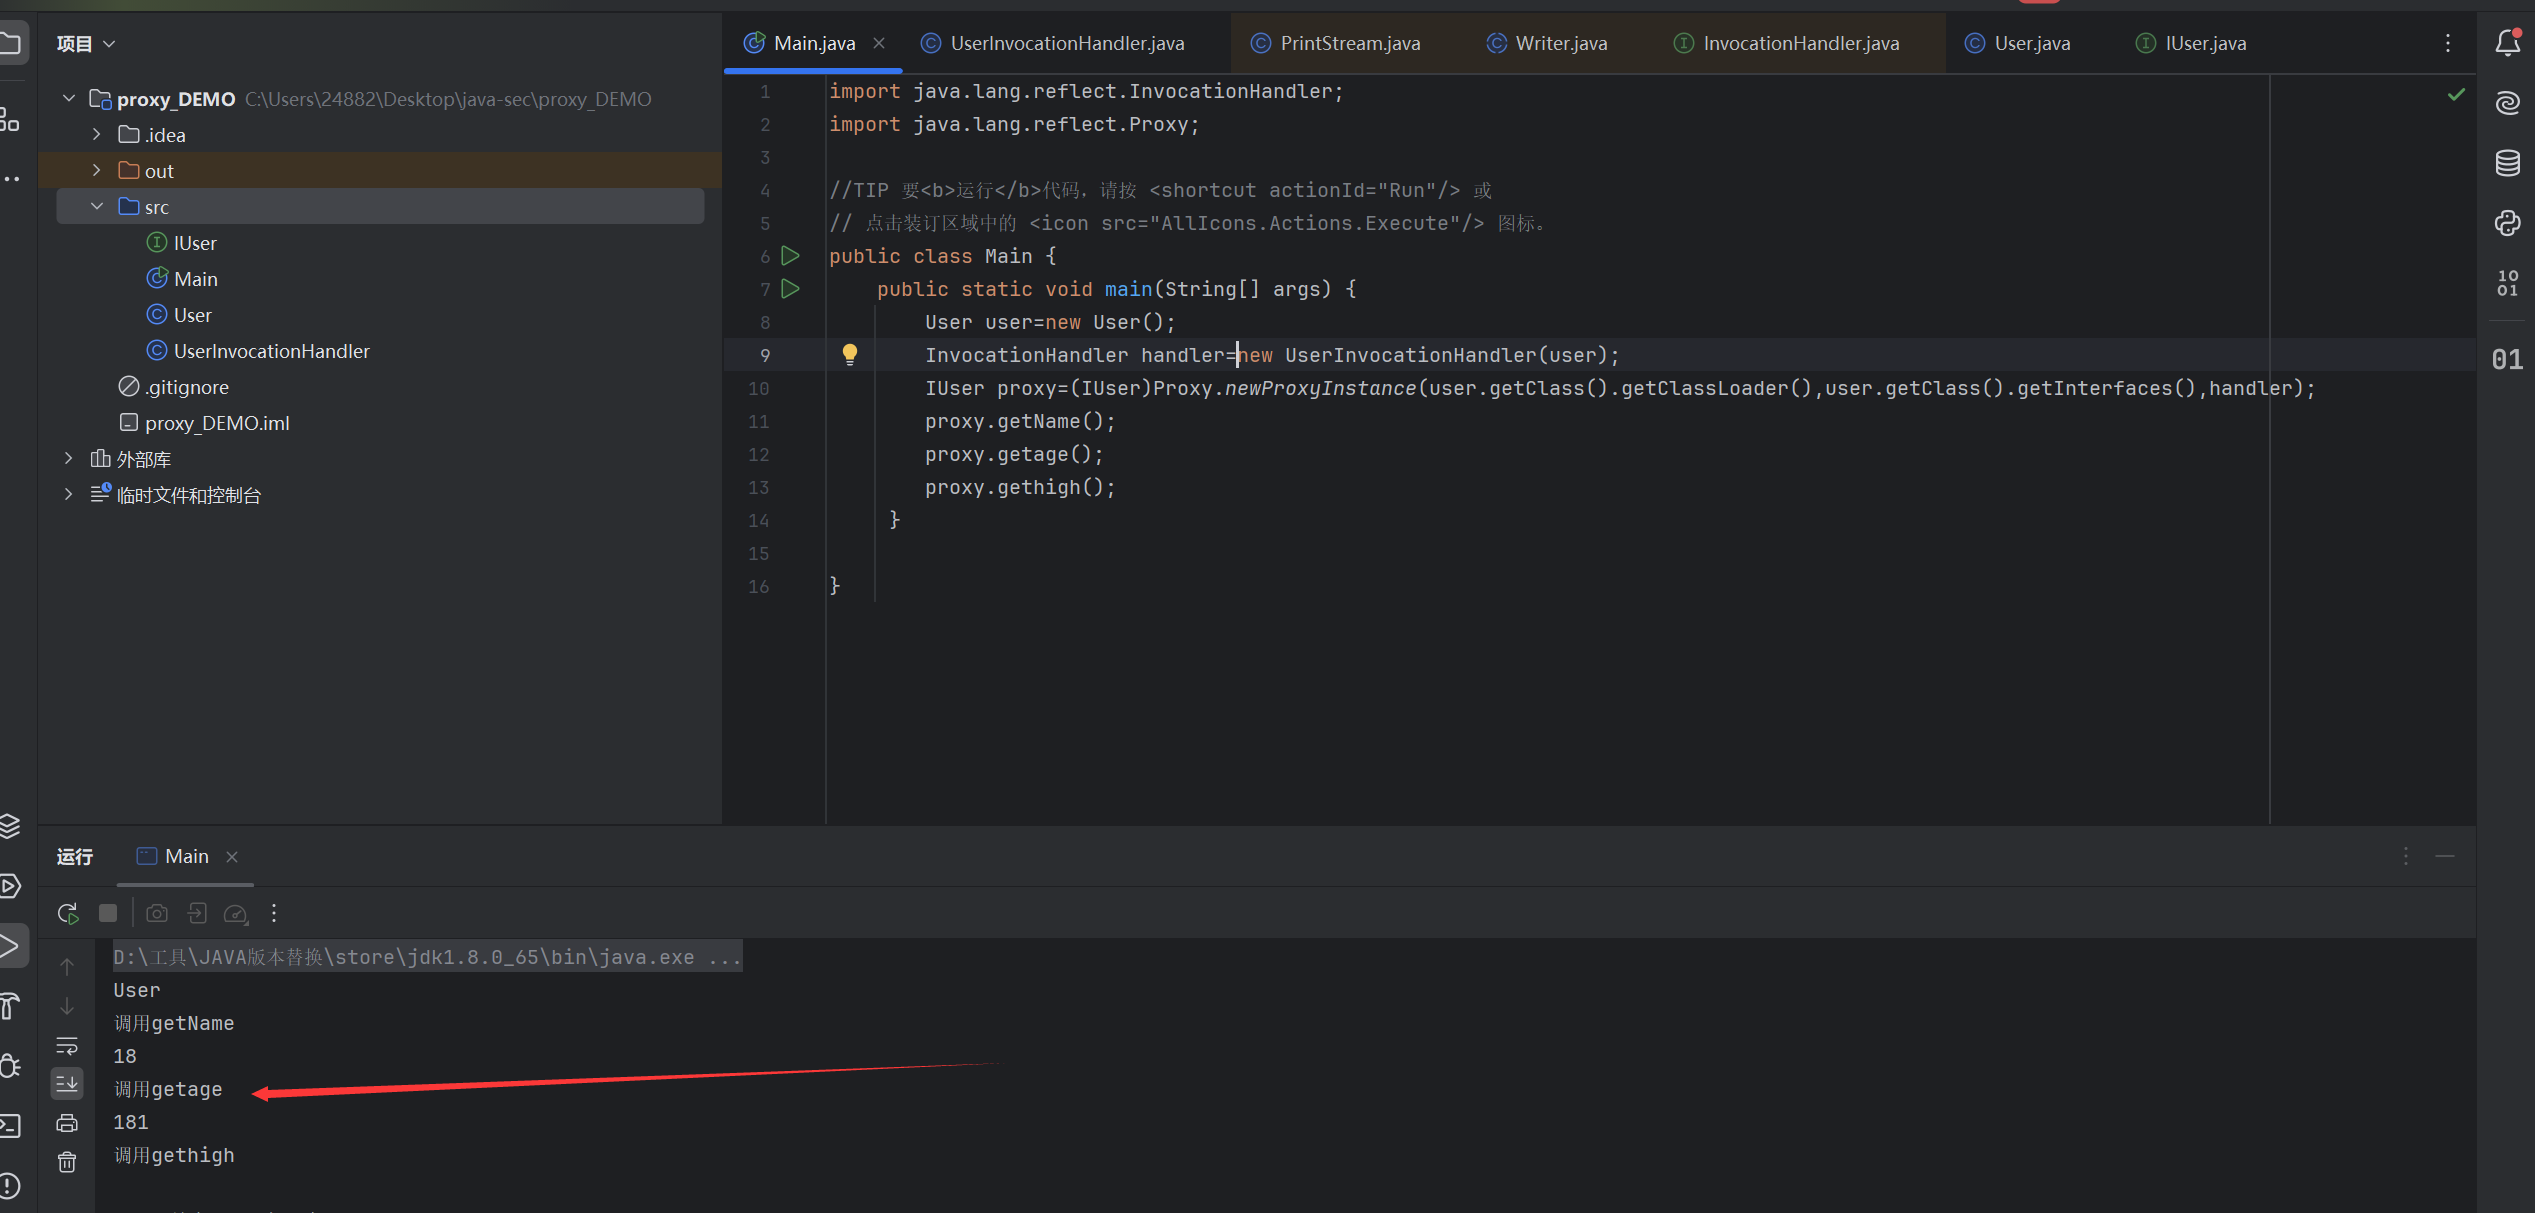 项目
proxy_DEMO C:\Users\24882\Desktop\java-sec\proxy_DEMO
.idea
out
src
IUser
Main
User
UserInvocationHandler
.gitignore
proxy_DEMO.iml
外部库
临时文件和控制台
Main.java UserInvocationHandler.java PrintStream.java Writer.java InvocationHandler.java User.java IUser.java
1 import java.lang.reflect.InvocationHandler;
2 import java.lang.reflect.Proxy;
3
4 //TIP 要<b>运行</b>代码，请按 <shortcut actionId="Run"/> 或
5 // 点击装订区域中的 <icon src="AllIcons.Actions.Execute"/> 图标。
6 public class Main {
7 public static void main(String[] args) {
8 User user=new User();
9 InvocationHandler handler=new UserInvocationHandler(user);
10 IUser proxy=(IUser)Proxy.newProxyInstance(user.getClass().getClassLoader(),user.getClass().getInterfaces(),handler);
11 proxy.getName();
12 proxy.getage();
13 proxy.gethigh();
14 }
15
16 }
10
01
01
运行 Main
D:\工具\JAVA版本替换\store\jdk1.8.0_65\bin\java.exe ...
User
调用getName
18
调用getage
181
调用gethigh